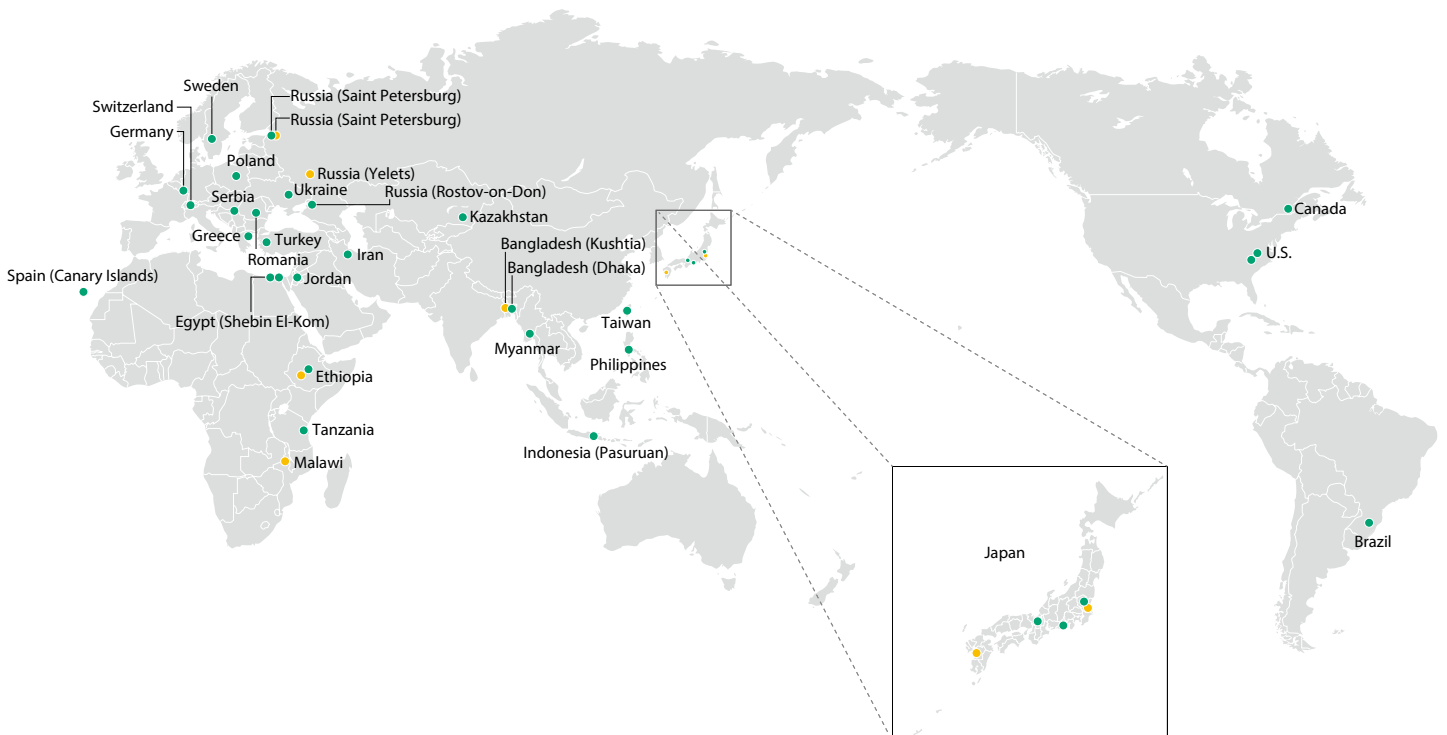 Sweden
Russia (Saint Petersburg)
Switzerland
Russia (Saint Petersburg)
Germany
Poland
Russia (Yelets)
Ukraine
Russia (Rostov-on-Don)
Serbia
Kazakhstan
Canada
Greece
Turkey
Bangladesh (Kushtia)
Iran
U.S.
Romania
Bangladesh (Dhaka)
Spain (Canary Islands)
Jordan
Egypt (Shebin El-Kom)
Taiwan
Myanmar
Philippines
Ethiopia
Tanzania
Indonesia (Pasuruan)
Malawi
Brazil
Japan